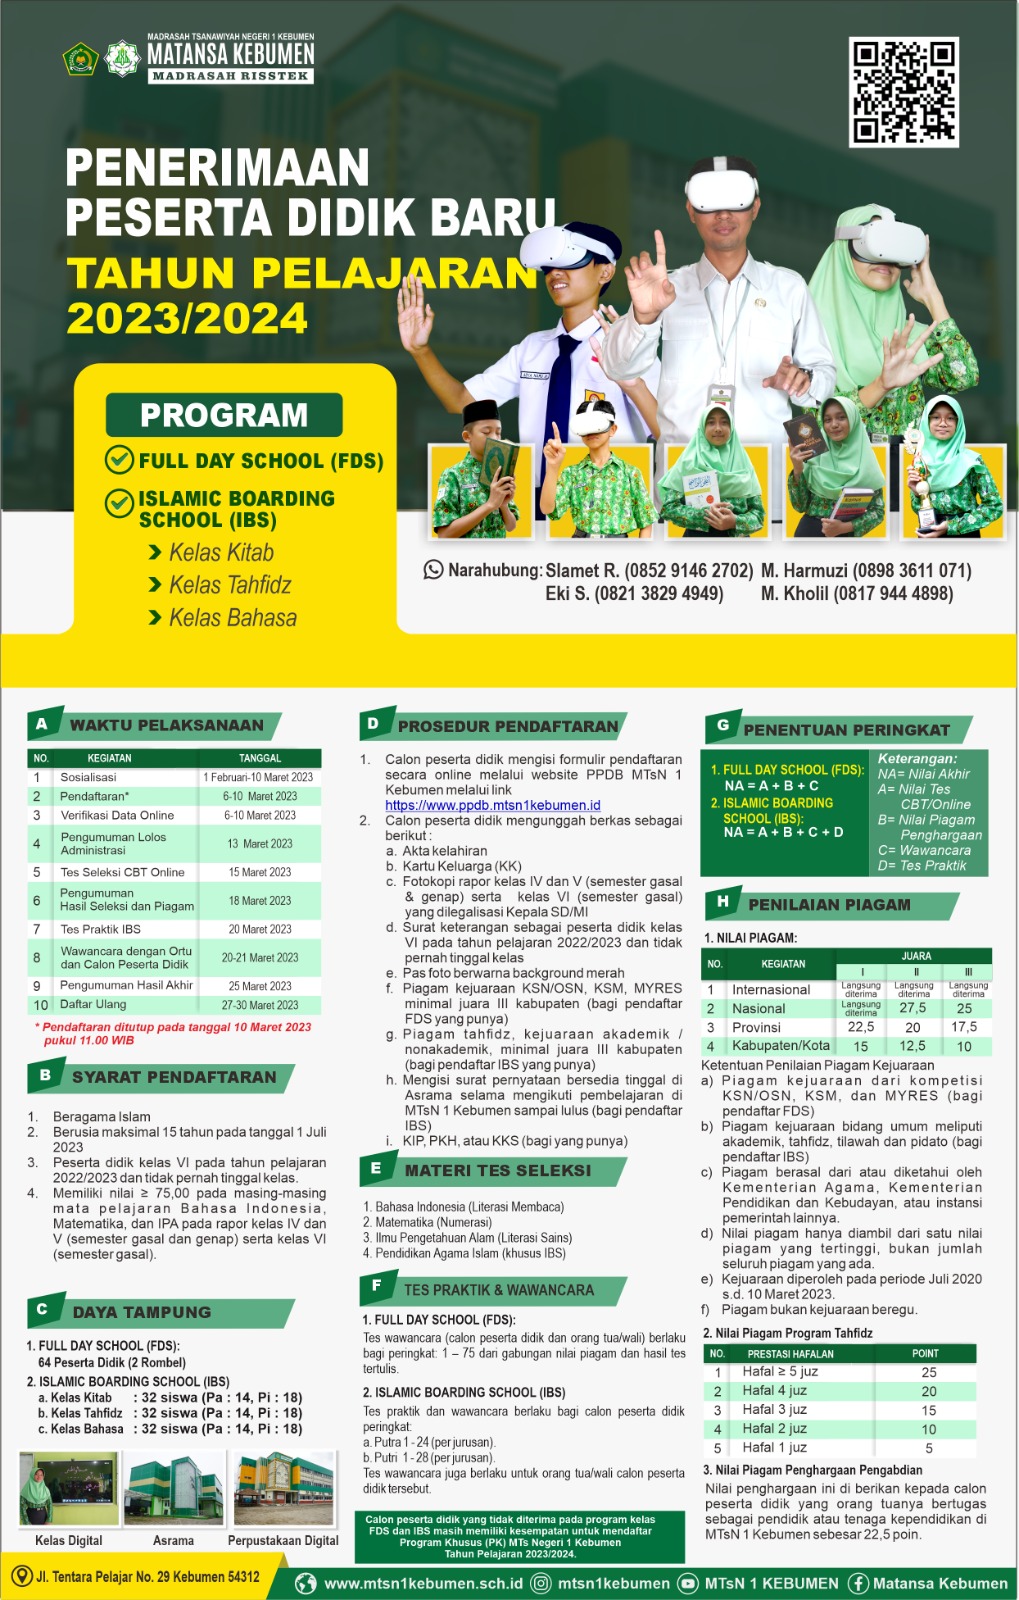 MADRASAH TSANAWIYAH NEGERI 1 KEBUMEN
MATANSA KEBUMEN
MADRASAH RISSTEK
PENERIMAAN
PESERTA DIDIK BARU
TAHUN PELAJARAN
2023/2024
PROGRAM
FULL DAY SCHOOL (FDS)
ISLAMIC BOARDING
SCHOOL (IBS)
Kelas Kitab
Kelas Tahfidz
Kelas Bahasa
Narahubung: Slamet R. (0852 9146 2702) M. Harmuzi (0898 3611 071)
Eki S. (0821 3829 4949) M. Kholil (0817 944 4898)
A WAKTU PELAKSANAAN
NO. KEGIATAN TANGGAL
1 Sosialisasi 1 Februari-10 Maret 2023
2 Pendaftaran* 6-10 Maret 2023
3 Verifikasi Data Online 6-10 Maret 2023
4 Pengumuman Lolos
Administrasi 13 Maret 2023
5 Tes Seleksi CBT Online 15 Maret 2023
6 Pengumuman
Hasil Seleksi dan Piagam 18 Maret 2023
7 Tes Praktik IBS 20 Maret 2023
8 Wawancara dengan Ortu
dan Calon Peserta Didik 20-21 Maret 2023
9 Pengumuman Hasil Akhir 25 Maret 2023
10 Daftar Ulang 27-30 Maret 2023
* Pendaftaran ditutup pada tanggal 10 Maret 2023
pukul 11.00 WIB
B SYARAT PENDAFTARAN
1. Beragama Islam
2. Berusia maksimal 15 tahun pada tanggal 1 Juli
2023
3. Peserta didik kelas VI pada tahun pelajaran
2022/2023 dan tidak pernah tinggal kelas.
4. Memiliki nilai ≥ 75,00 pada masing-masing
mata pelajaran Bahasa Indonesia,
Matematika, dan IPA pada rapor kelas IV dan
V (semester gasal dan genap) serta kelas VI
(semester gasal).
C DAYA TAMPUNG
1. FULL DAY SCHOOL (FDS):
64 Peserta Didik (2 Rombel)
2. ISLAMIC BOARDING SCHOOL (IBS)
a. Kelas Kitab : 32 siswa (Pa : 14, Pi : 18)
b. Kelas Tahfidz : 32 siswa (Pa : 14, Pi : 18)
c. Kelas Bahasa : 32 siswa (Pa : 14, Pi : 18)
Kelas Digital Asrama Perpustakaan Digital
D PROSEDUR PENDAFTARAN
1. Calon peserta didik mengisi formulir pendaftaran
secara online melalui website PPDB MTsN 1
Kebumen melalui link
https://www.ppdb.mtsn1kebumen.id
2. Calon peserta didik mengunggah berkas sebagai
berikut :
a. Akta kelahiran
b. Kartu Keluarga (KK)
c. Fotokopi rapor kelas IV dan V (semester gasal
& genap) serta kelas VI (semester gasal)
yang dilegalisasi Kepala SD/MI
d. Surat keterangan sebagai peserta didik kelas
VI pada tahun pelajaran 2022/2023 dan tidak
pernah tinggal kelas
e. Pas foto berwarna background merah
f. Piagam kejuaraan KSN/OSN, KSM, MYRES
minimal juara III kabupaten (bagi pendaftar
FDS yang punya)
g. Piagam tahfidz, kejuaraan akademik /
nonakademik, minimal juara III kabupaten
(bagi pendaftar IBS yang punya)
h. Mengisi surat pernyataan bersedia tinggal di
Asrama selama mengikuti pembelajaran di
MTsN 1 Kebumen sampai lulus (bagi pendaftar
IBS)
i. KIP, PKH, atau KKS (bagi yang punya)
E MATERI TES SELEKSI
1. Bahasa Indonesia (Literasi Membaca)
2. Matematika (Numerasi)
3. Ilmu Pengetahuan Alam (Literasi Sains)
4. Pendidikan Agama Islam (khusus IBS)
F TES PRAKTIK & WAWANCARA
1. FULL DAY SCHOOL (FDS):
Tes wawancara (calon peserta didik dan orang tua/wali) berlaku
bagi peringkat: 1 – 75 dari gabungan nilai piagam dan hasil tes
tertulis.
2. ISLAMIC BOARDING SCHOOL (IBS)
Tes praktik dan wawancara berlaku bagi calon peserta didik
peringkat:
a. Putra 1 - 24 (per jurusan).
b. Putri 1 - 28 (per jurusan).
Tes wawancara juga berlaku untuk orang tua/wali calon peserta
didik tersebut.
Calon peserta didik yang tidak diterima pada program kelas
FDS dan IBS masih memiliki kesempatan untuk mendaftar
Program Khusus (PK) MTs Negeri 1 Kebumen
Tahun Pelajaran 2023/2024.
G PENENTUAN PERINGKAT
1. FULL DAY SCHOOL (FDS):
NA = A + B + C
2. ISLAMIC BOARDING
SCHOOL (IBS):
NA = A + B + C + D
Keterangan:
NA= Nilai Akhir
A= Nilai Tes
CBT/Online
B= Nilai Piagam
Penghargaan
C= Wawancara
D= Tes Praktik
H PENILAIAN PIAGAM
1. NILAI PIAGAM:
NO. KEGIATAN JUARA
I II III
1 Internasional Langsung diterima Langsung diterima Langsung diterima
2 Nasional Langsung diterima 27,5 25
3 Provinsi 22,5 20 17,5
4 Kabupaten/Kota 15 12,5 10
Ketentuan Penilaian Piagam Kejuaraan
a) Piagam kejuaraan dari kompetisi
KSN/OSN, KSM, dan MYRES (bagi
pendaftar FDS)
b) Piagam kejuaraan bidang umum meliputi
akademik, tahfidz, tilawah dan pidato (bagi
pendaftar IBS)
c) Piagam berasal dari atau diketahui oleh
Kementerian Agama, Kementerian
Pendidikan dan Kebudayan, atau instansi
pemerintah lainnya.
d) Nilai piagam hanya diambil dari satu nilai
piagam yang tertinggi, bukan jumlah
seluruh piagam yang ada.
e) Kejuaraan diperoleh pada periode Juli 2020
s.d. 10 Maret 2023.
f) Piagam bukan kejuaraan beregu.
2. Nilai Piagam Program Tahfidz
NO. PRESTASI HAFALAN POINT
1 Hafal ≥ 5 juz 25
2 Hafal 4 juz 20
3 Hafal 3 juz 15
4 Hafal 2 juz 10
5 Hafal 1 juz 5
3. Nilai Piagam Penghargaan Pengabdian
Nilai penghargaan ini di berikan kepada calon
peserta didik yang orang tuanya bertugas
sebagai pendidik atau tenaga kependidikan di
MTsN 1 Kebumen sebesar 22,5 poin.
Jl. Tentara Pelajar No. 29 Kebumen 54312
www.mtsn1kebumen.sch.id mtsn1kebumen MTsN 1 KEBUMEN Matansa Kebumen